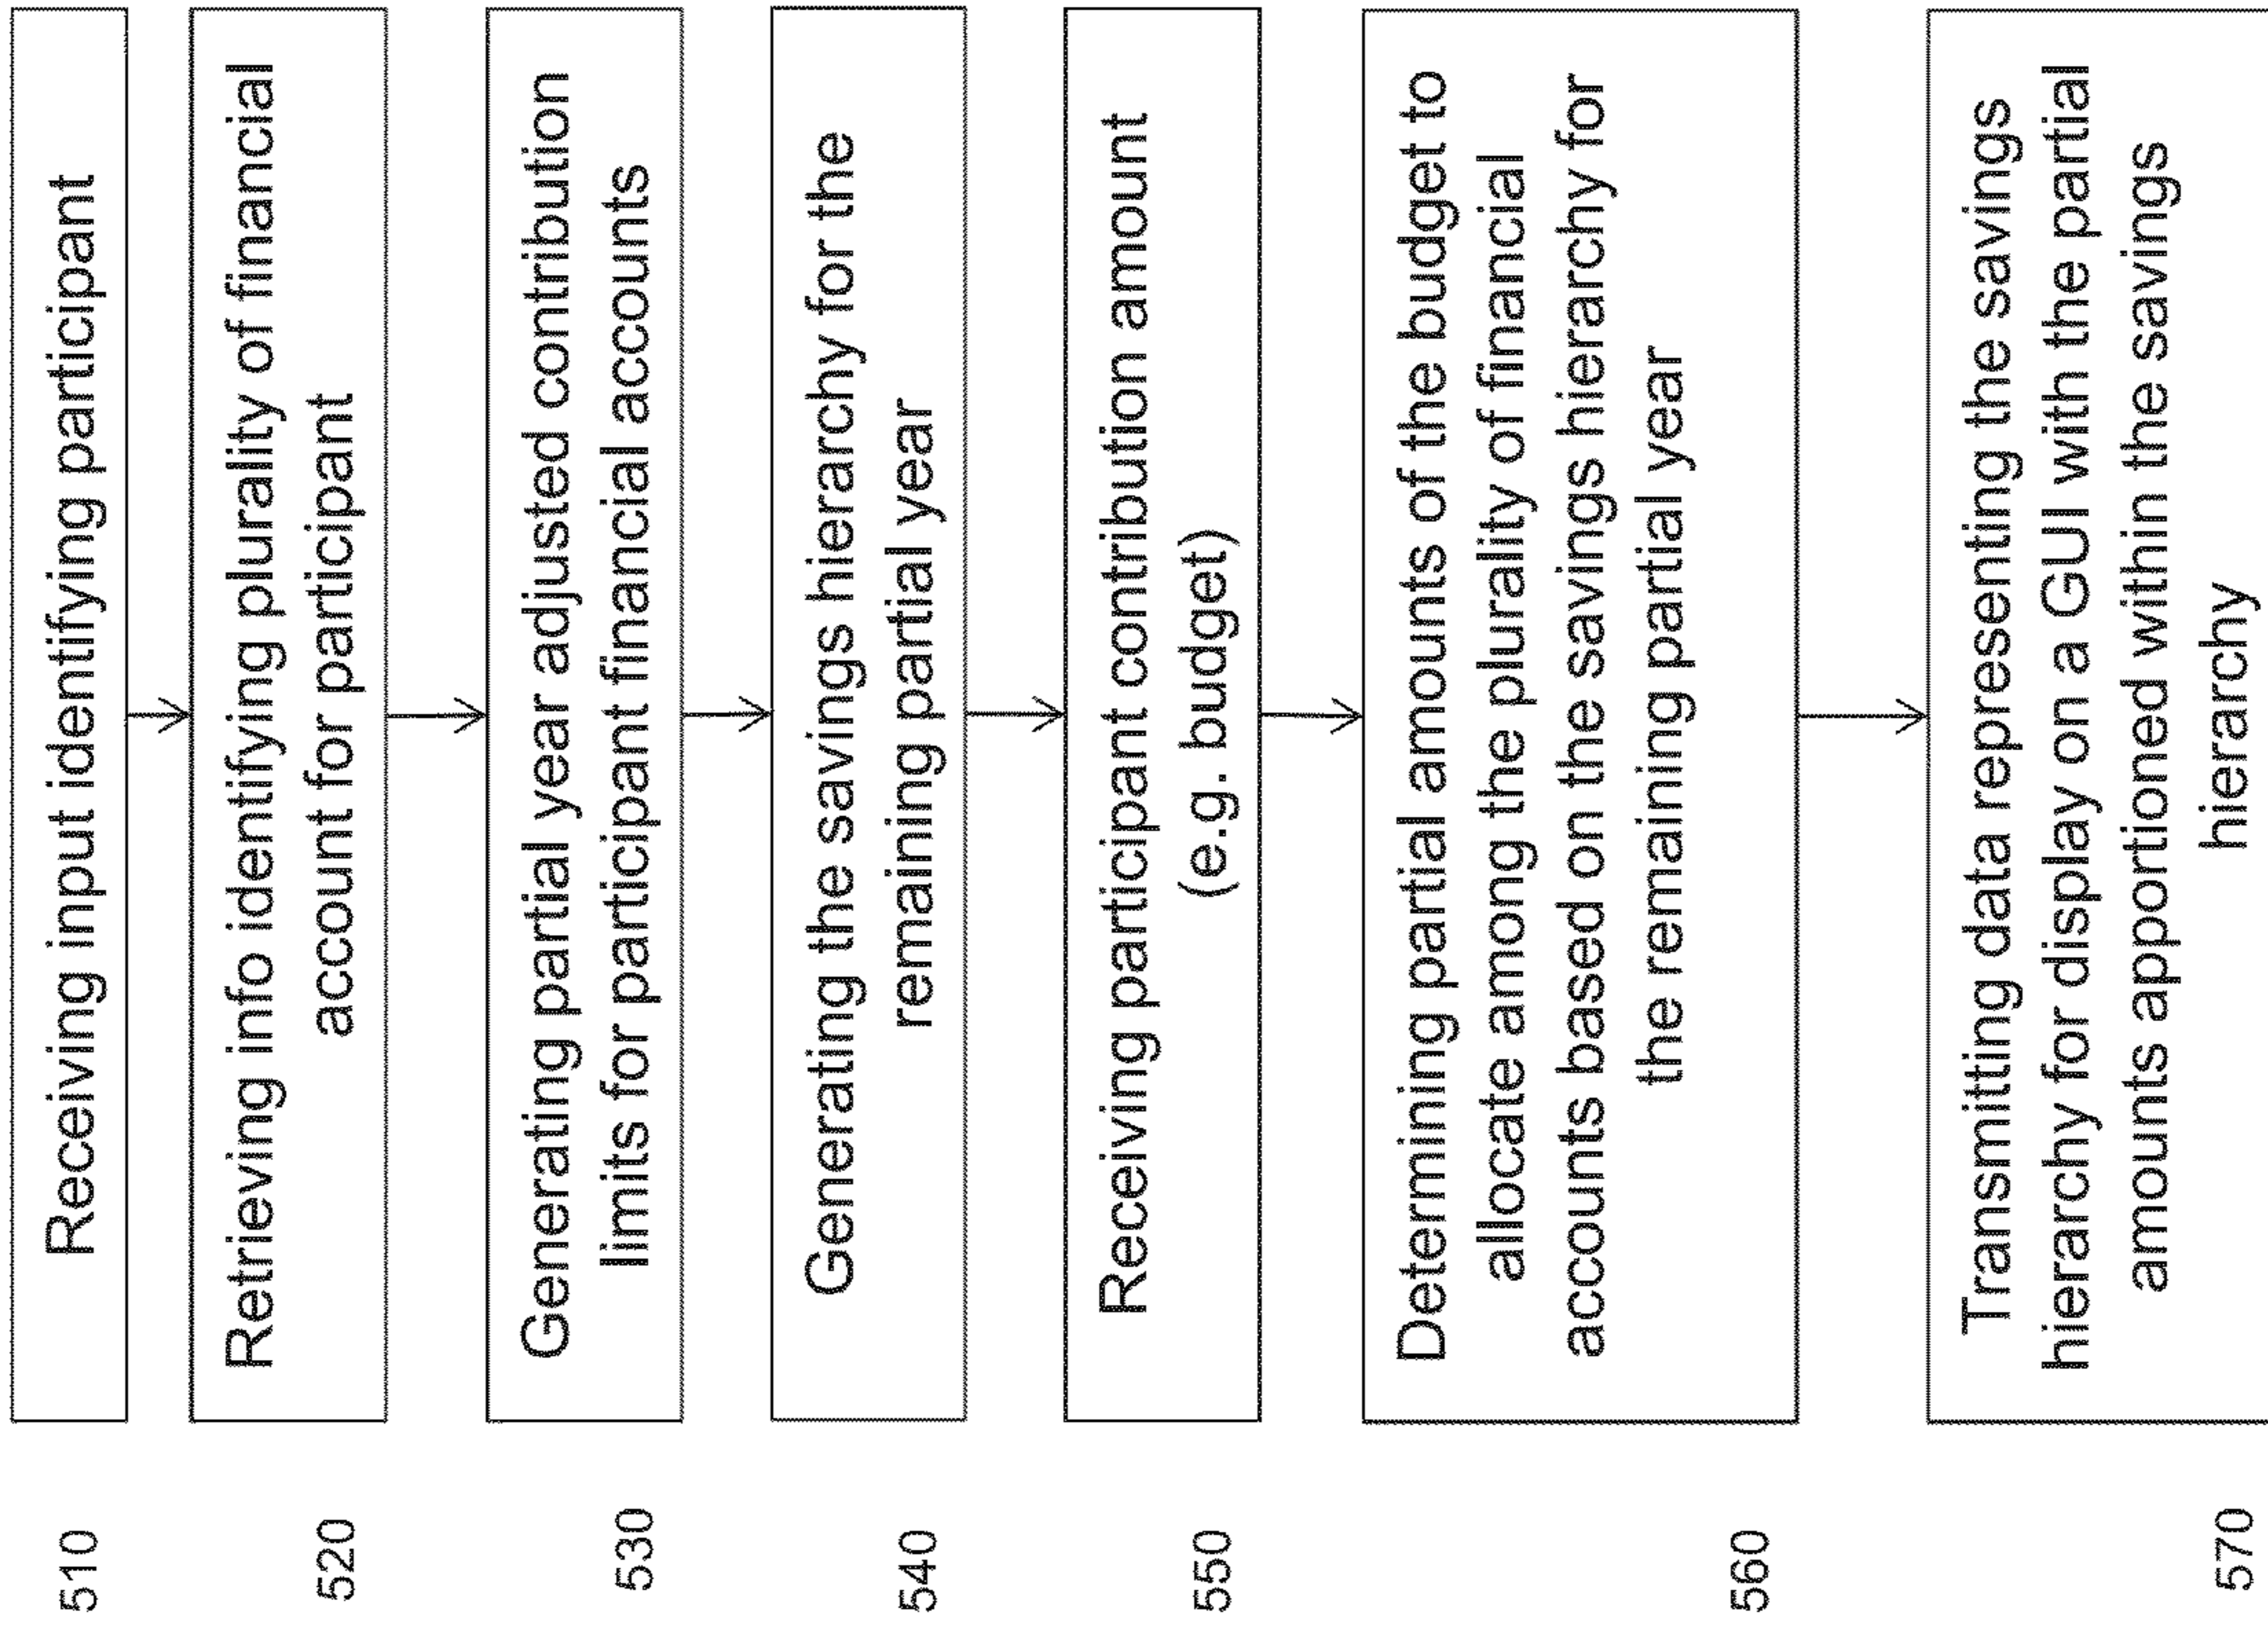 510
Receiving input identifying participant
520
Retrieving info identifying plurality of financial
account for participant
530
Generating partial year adjusted contribution
limits for participant financial accounts
540
Generating the savings hierarchy for the
remaining partial year
550
Receiving participant contribution amount
(e.g. budget)
560
Determining partial amounts of the budget to
allocate among the plurality of financial
accounts based on the savings hierarchy for
the remaining partial year
570
Transmitting data representing the savings
hierarchy for display on a GUI with the partial
amounts apportioned within the savings
hierarchy